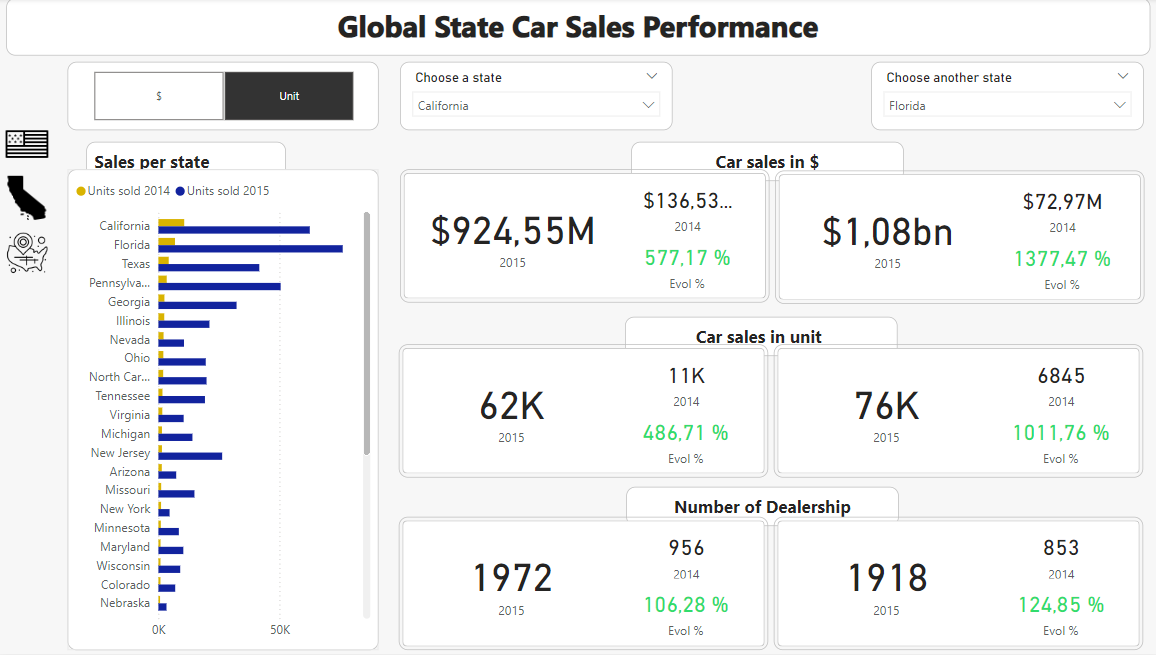 Global State Car Sales Performance
$
Unit
Choose a state
California
Choose another state
Florida
Sales per state
Units sold 2014
Units sold 2015
California
Florida
Texas
Pennsylva...
Georgia
Illinois
Nevada
Ohio
North Car...
Tennessee
Virginia
Michigan
New Jersey
Arizona
Missouri
New York
Minnesota
Maryland
Wisconsin
Colorado
Nebraska
0K
50K
Car sales in $
$924,55M
2015
$136,53...
2014
577,17 %
Evol %
$1,08bn
2015
$72,97M
2014
1377,47 %
Evol %
Car sales in unit
62K
2015
11K
2014
486,71 %
Evol %
76K
2015
6845
2014
1011,76 %
Evol %
Number of Dealership
1972
2015
956
2014
106,28 %
Evol %
1918
2015
853
2014
124,85 %
Evol %